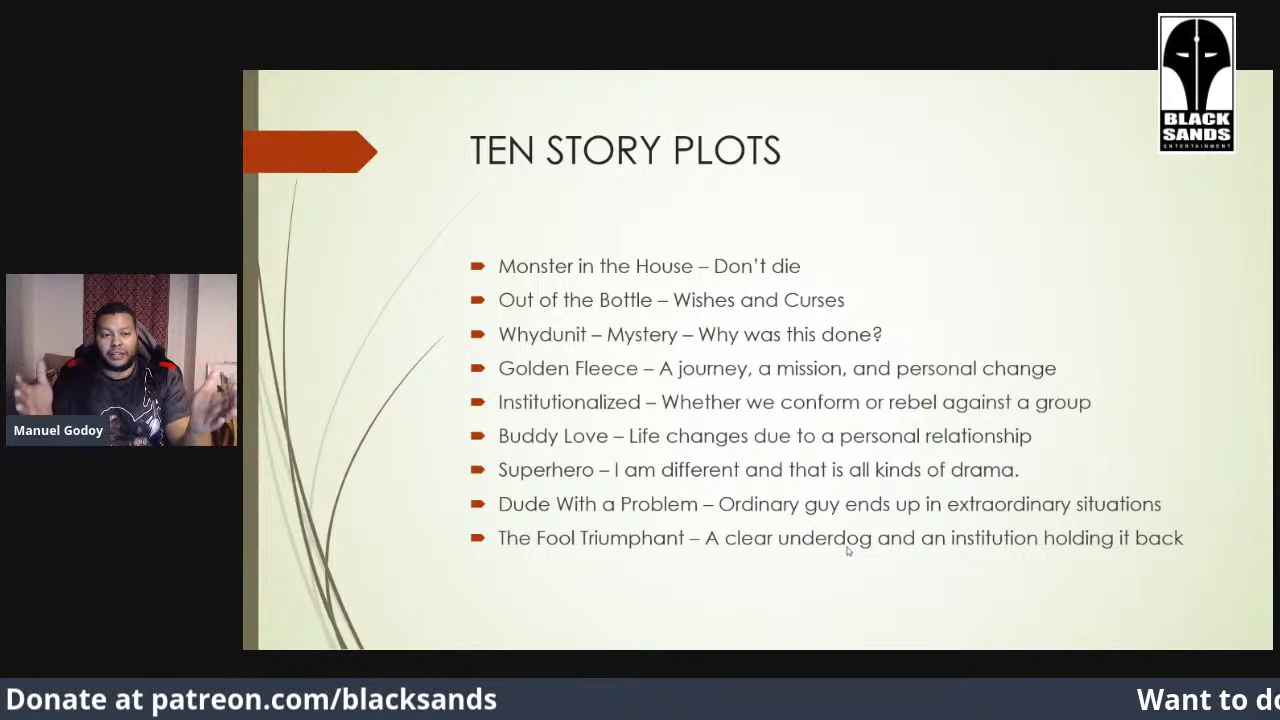 BLACK
SANDS
ENTERTAINMENT
TEN STORY PLOTS
Monster in the House – Don't die
Out of the Bottle – Wishes and Curses
Whydunit – Mystery – Why was this done?
Golden Fleece – A journey, a mission, and personal change
Institutionalized – Whether we conform or rebel against a group
Buddy Love – Life changes due to a personal relationship
Superhero – I am different and that is all kinds of drama.
Dude With a Problem – Ordinary guy ends up in extraordinary situations
The Fool Triumphant – A clear underdog and an institution holding it back
Manuel Godoy
Donate at patreon.com/blacksands
Want to do